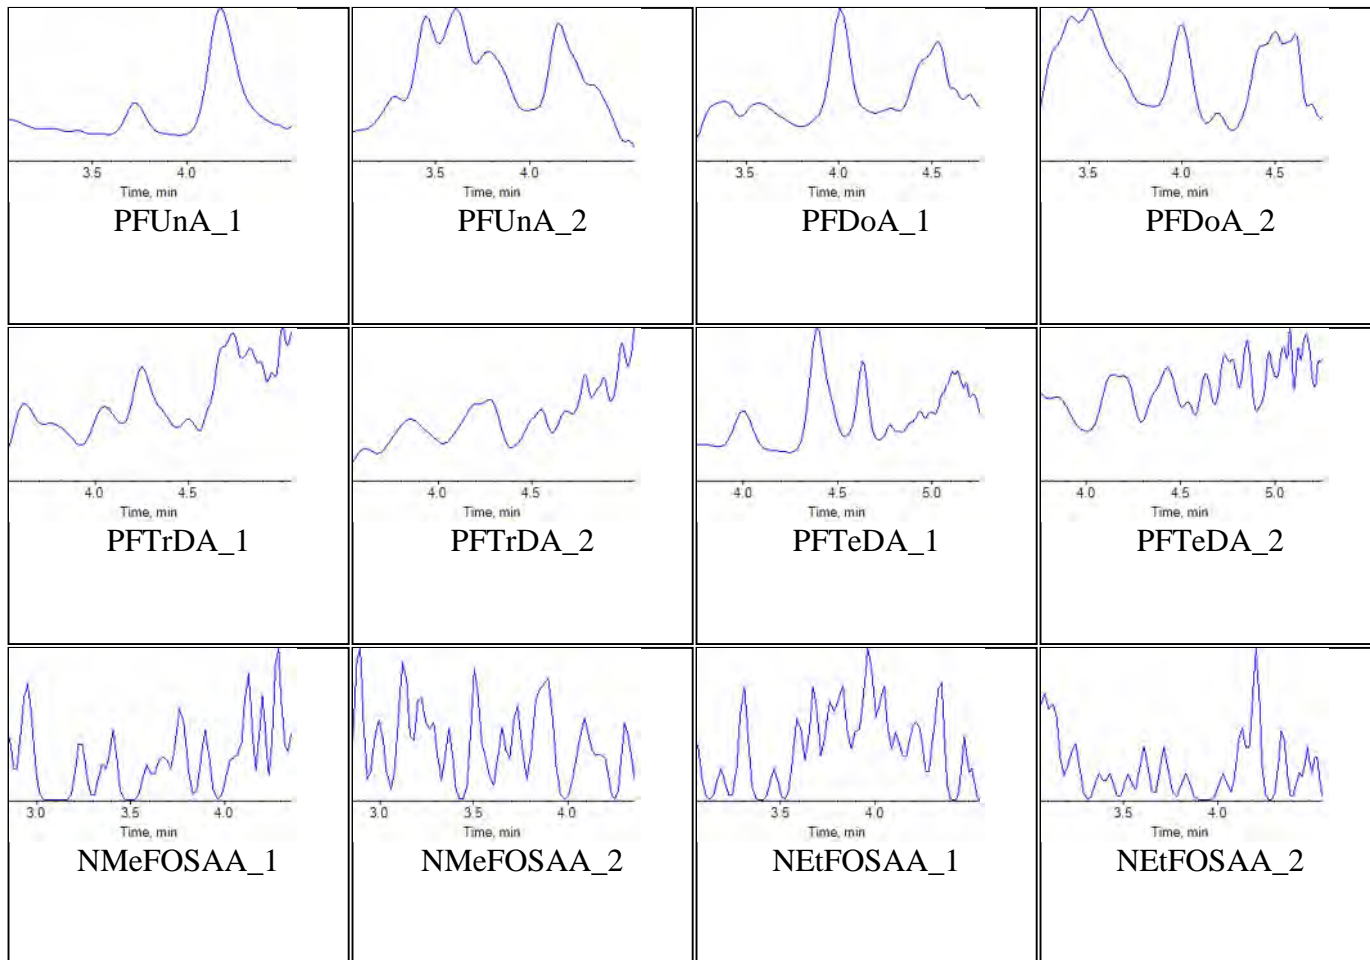 3.5 4.0
Time, min
PFUnA_1
3.5 4.0
Time, min
PFUnA_2
3.5 4.0 4.5
Time, min
PFDoA_1
3.5 4.0 4.5
Time, min
PFDoA_2
4.0 4.5
Time, min
PFTrDA_1
4.0 4.5
Time, min
PFTrDA_2
4.0 4.5 5.0
Time, min
PFTeDA_1
4.0 4.5 5.0
Time, min
PFTeDA_2
3.0 3.5 4.0
Time, min
NMeFOSAA_1
3.0 3.5 4.0
Time, min
NMeFOSAA_2
3.5 4.0
Time, min
NEtFOSAA_1
3.5 4.0
Time, min
NEtFOSAA_2